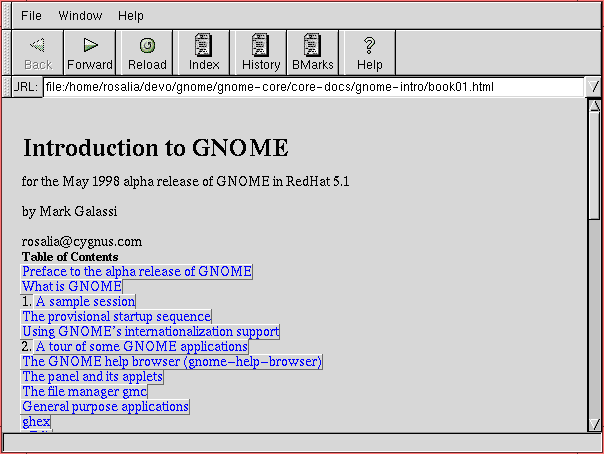 File Window Help
Back Forward Reload Index History BMarks Help
JRL: file:/home/rosalia/devo/gnome/gnome-core/core-docs/gnome-intro/book01.html
Introduction to GNOME
for the May 1998 alpha release of GNOME in RedHat 5.1
by Mark Galassi
rosalia@cygnus.com
Table of Contents
Preface to the alpha release of GNOME
What is GNOME
1. A sample session
The provisional startup sequence
Using GNOME's internationalization support
2. A tour of some GNOME applications
The GNOME help browser (gnome-help-browser)
The panel and its applets
The file manager gmc
General purpose applications
ghex